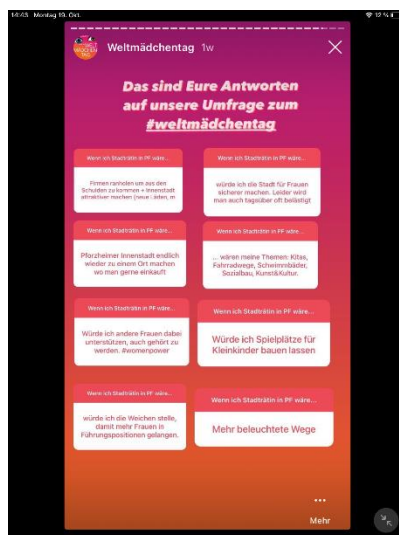 14:43 Montag 19. Okt.
12 %
Weltmädchentag 1w
Das sind Eure Antworten
auf unsere Umfrage zum
#weltmädchentag
Wenn ich Stadträtin in PF wäre...
Firmen ranholen um aus den
Schulden zu kommen + Innenstadt
attraktiver machen (neue Läden, m
Wenn ich Stadträtin in PF wäre...
würde ich die Stadt für Frauen
sicherer machen. Leider wird
man auch tagsüber oft belästigt
Wenn ich Stadträtin in PF wäre...
Pforzheimer Innenstadt endlich
wieder zu einem Ort machen
wo man gerne einkauft
Wenn ich Stadträtin in PF wäre...
... wären meine Themen: Kitas,
Fahrradwege, Schwimmbäder,
Sozialbau, Kunst&Kultur.
Wenn ich Stadträtin in PF wäre...
Würde ich andere Frauen dabei
unterstützen, auch gehört zu
werden. #womenpower
Wenn ich Stadträtin in PF wäre...
Würde ich Spielplätze für
Kleinkinder bauen lassen
Wenn ich Stadträtin in PF wäre...
würde ich die Weichen stelle,
damit mehr Frauen in
Führungspositionen gelangen.
Wenn ich Stadträtin in PF wäre...
Mehr beleuchtete Wege
Mehr